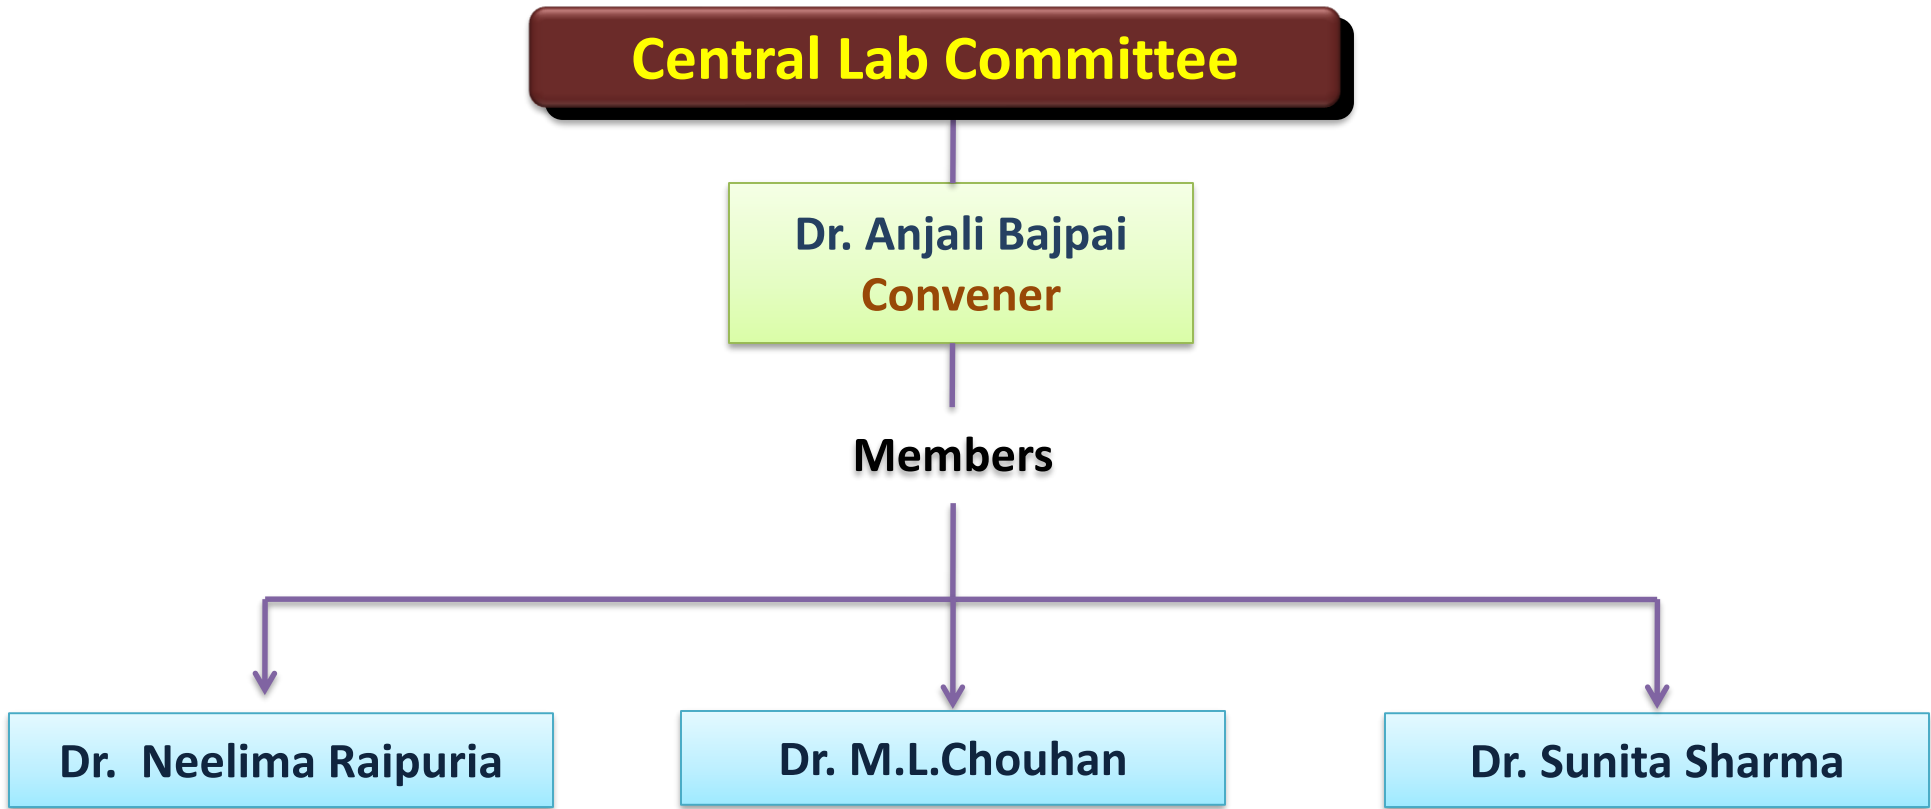 Central Lab Committee
Dr. Anjali Bajpai
Convener
Members
Dr.  Neelima Raipuria
Dr. M.L.Chouhan
Dr. Sunita Sharma